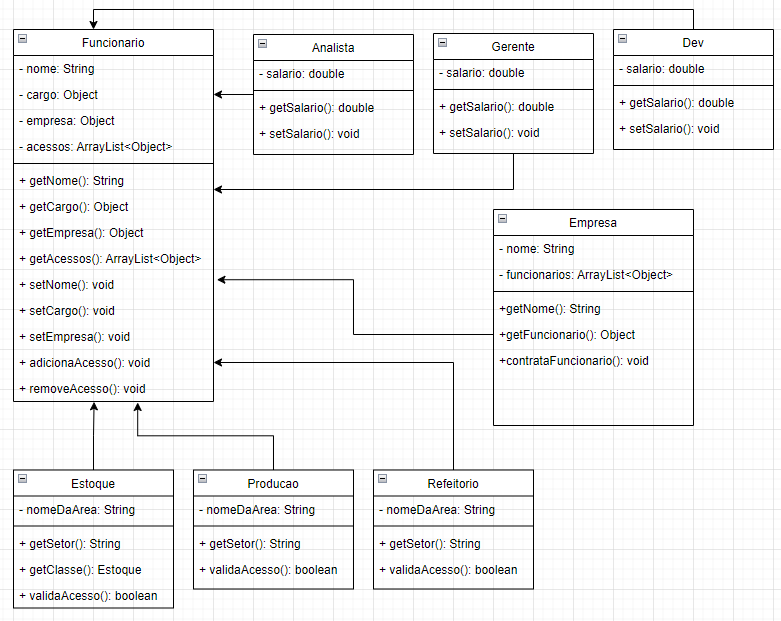 Funcionario
- nome: String
- cargo: Object
- empresa: Object
- acessos: ArrayList<Object>
+ getNome(): String
+ getCargo(): Object
+ getEmpresa(): Object
+ getAcessos(): ArrayList<Object>
+ setNome(): void
+ setCargo(): void
+ setEmpresa(): void
+ adicionaAcesso(): void
+ removeAcesso(): void
Analista
- salario: double
+ getSalario(): double
+ setSalario(): void
Gerente
- salario: double
+ getSalario(): double
+ setSalario(): void
Dev
- salario: double
+ getSalario(): double
+ setSalario(): void
Empresa
- nome: String
- funcionarios: ArrayList<Object>
+getNome(): String
+getFuncionario(): Object
+contrataFuncionario(): void
Estoque
- nomeDaArea: String
+ getSetor(): String
+ getClasse(): Estoque
+ validaAcesso(): boolean
Producao
- nomeDaArea: String
+ getSetor(): String
+ validaAcesso(): boolean
Refeitorio
- nomeDaArea: String
+ getSetor(): String
+ validaAcesso(): boolean